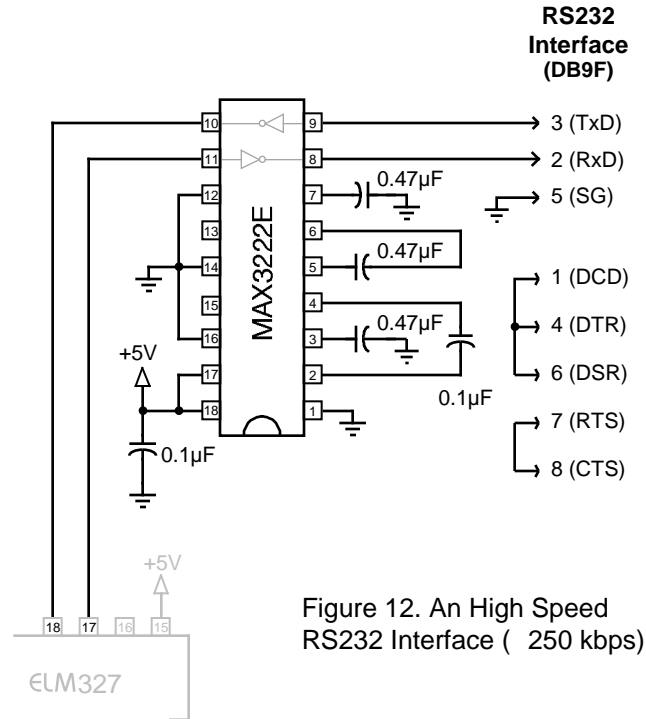 RS232
Interface
(DB9F)
10
9
3 (TxD)
11
8
2 (RxD)
12
7
0.47µF
5 (SG)
13
6
MAX3222E
14
5
0.47µF
1 (DCD)
15
4
4 (DTR)
16
3
0.47µF
+5V
17
2
6 (DSR)
0.1µF
18
1
7 (RTS)
0.1µF
8 (CTS)
+5V
18
17
16
15
ELM327
Figure 12. An High Speed
RS232 Interface ( 250 kbps)